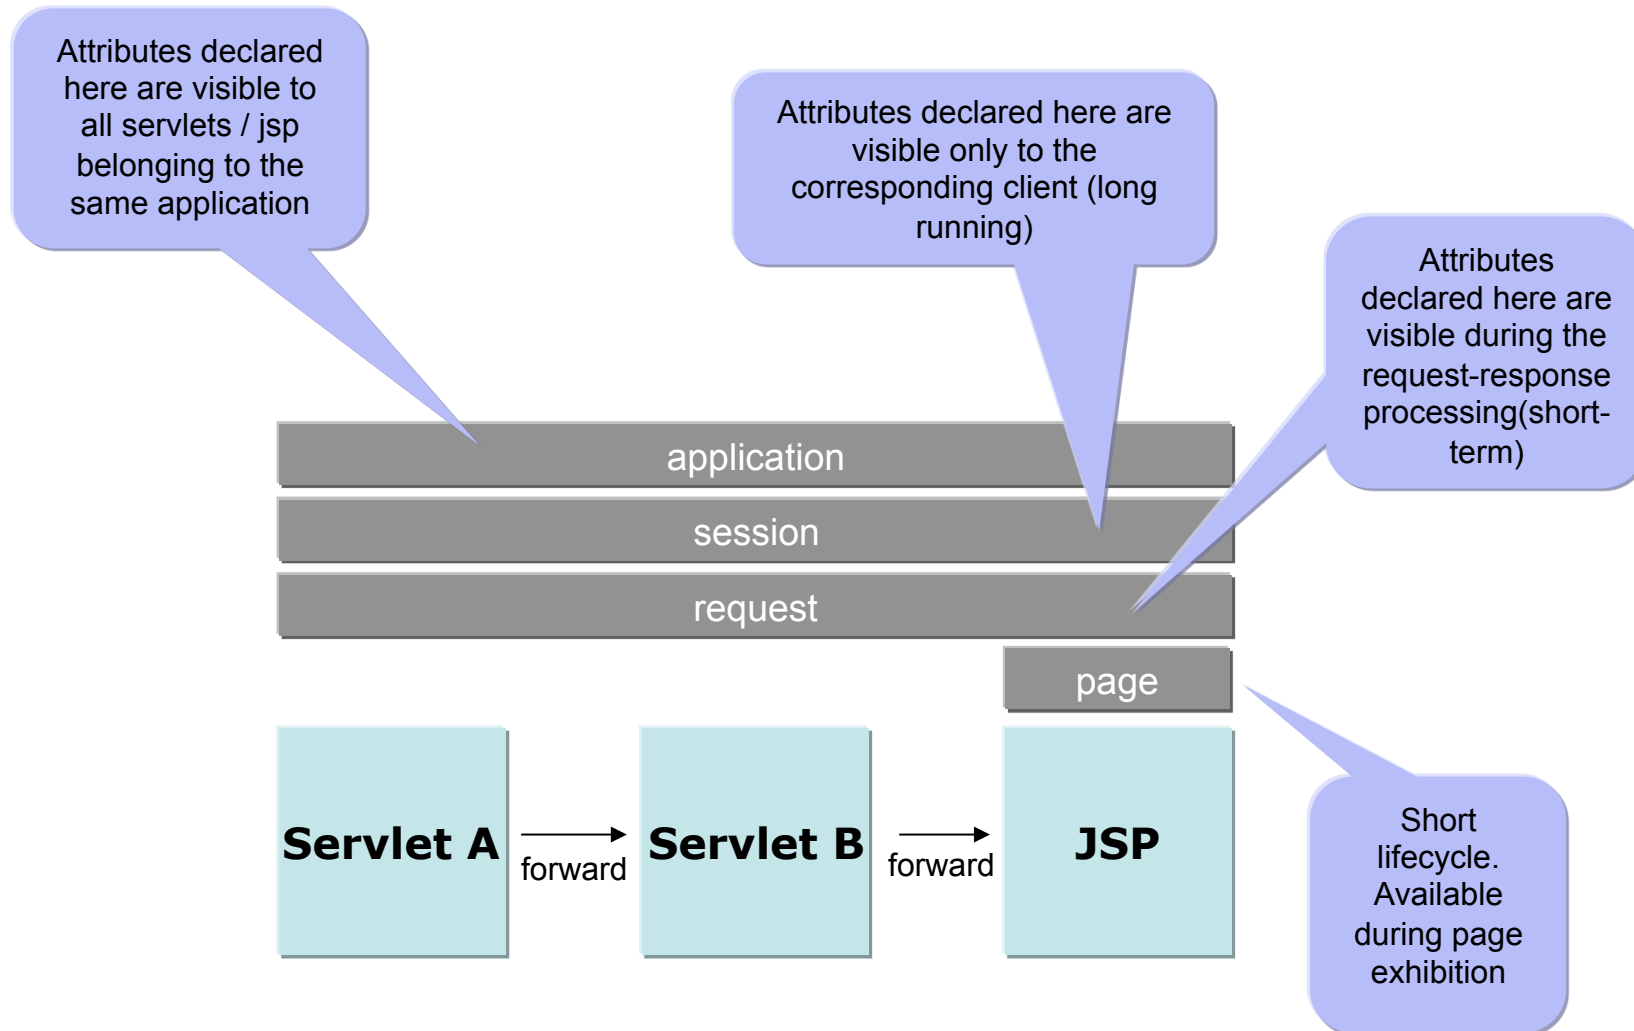 Attributes declared
here are visible to
all servlets / jsp
belonging to the
same application
Attributes declared here are
visible only to the
corresponding client (long
running)
Attributes
declared here are
visible during the
request-response
processing(short-
term)
application
session
request
page
Servlet A
forward
Servlet B
forward
JSP
Short
lifecycle.
Available
during page
exhibition